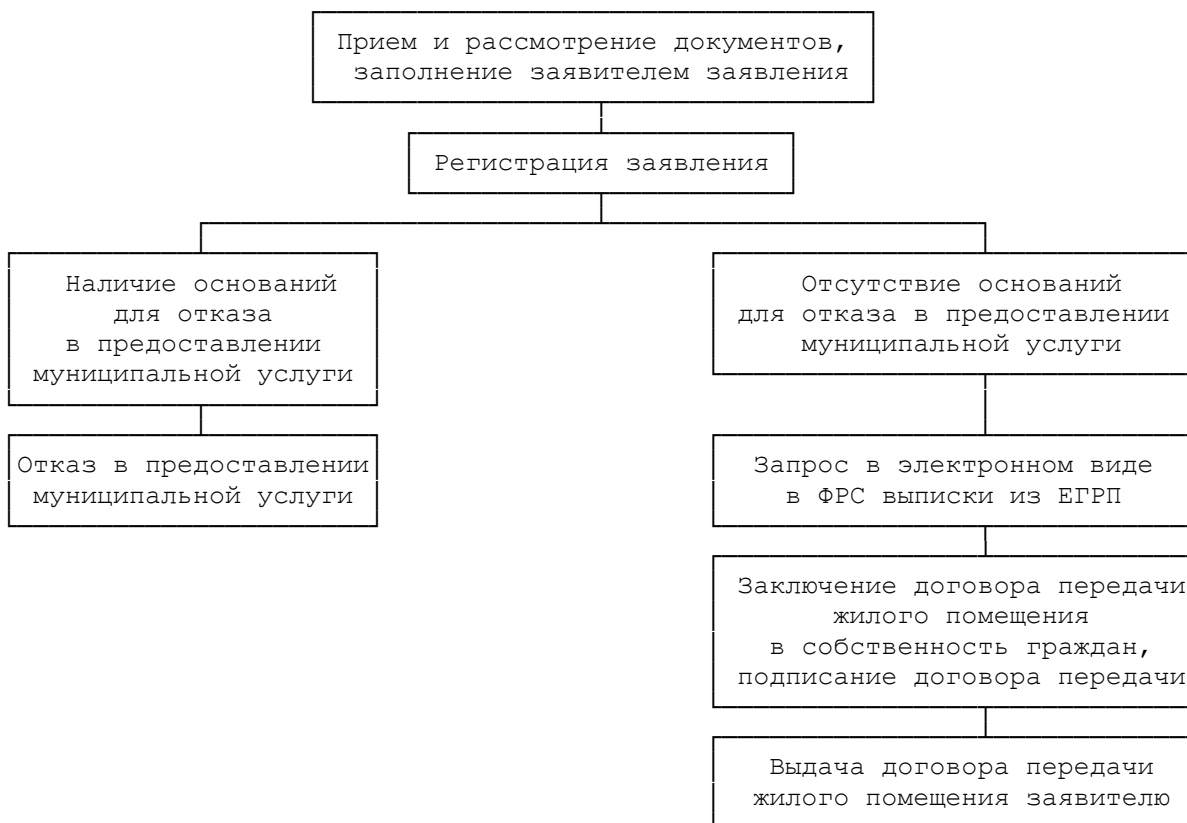 Прием и рассмотрение документов,
заполнение заявителем заявления
Регистрация заявления
Наличие оснований
для отказа
в предоставлении
муниципальной услуги
Отказ в предоставлении
муниципальной услуги
Отсутствие оснований
для отказа в предоставлении
муниципальной услуги
Запрос в электронном виде
в ФРС выписки из ЕГРП
Заключение договора передачи
жилого помещения
в собственность граждан,
подписание договора передачи
Выдача договора передачи
жилого помещения заявителю